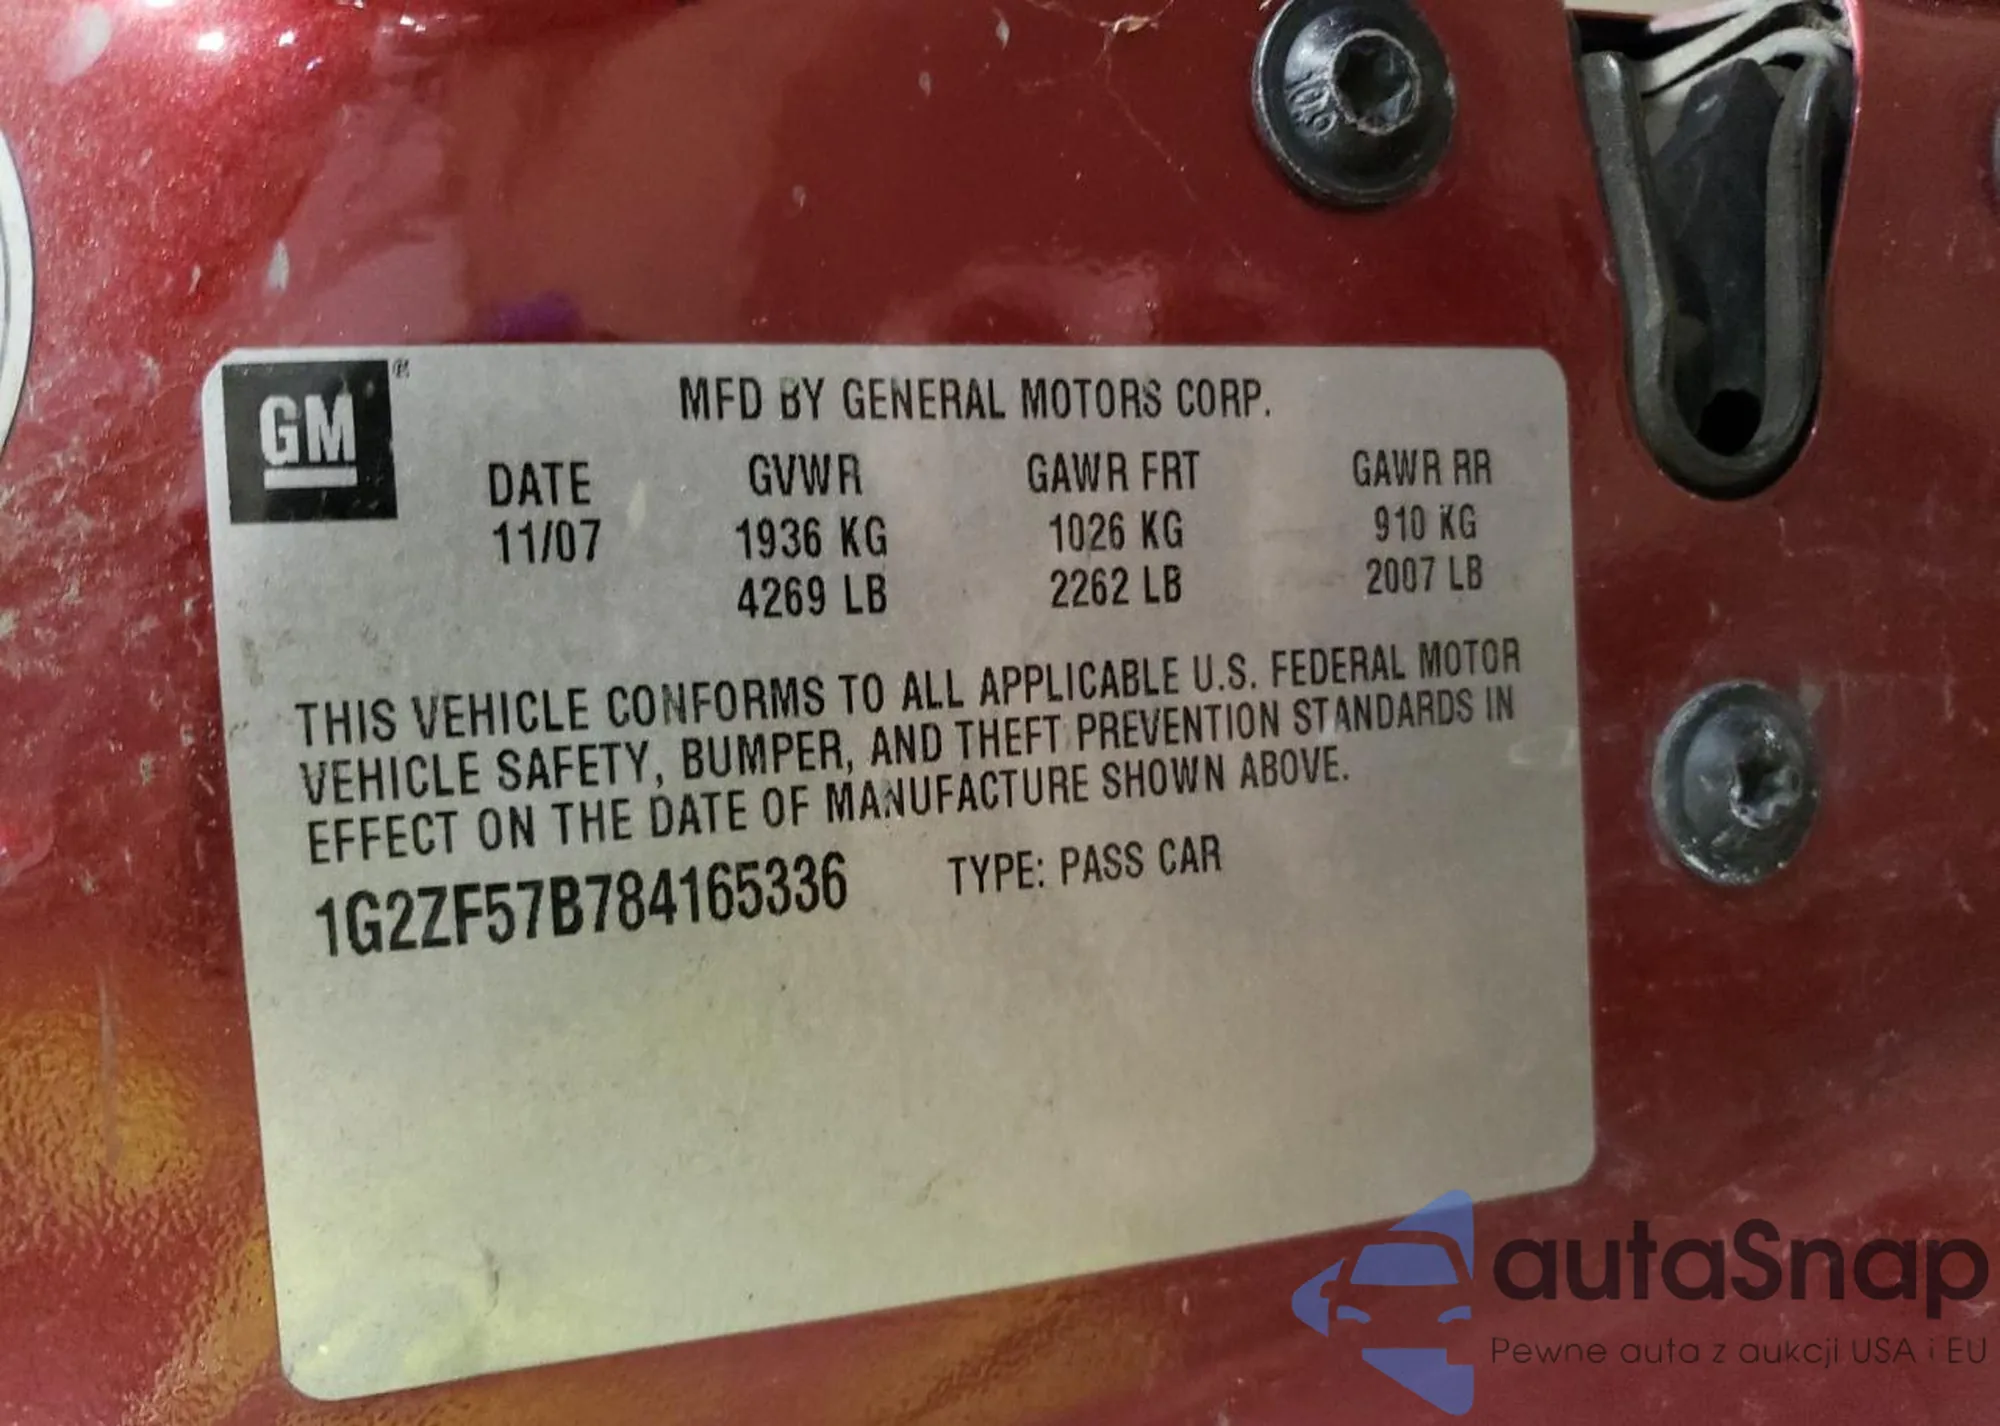 GM®
MFD BY GENERAL MOTORS CORP.
DATE GVWR GAWR FRT GAWR RR
11/07 1936 KG 1026 KG 910 KG
4269 LB 2262 LB 2007 LB
THIS VEHICLE CONFORMS TO ALL APPLICABLE U.S. FEDERAL MOTOR
VEHICLE SAFETY, BUMPER, AND THEFT PREVENTION STANDARDS IN
EFFECT ON THE DATE OF MANUFACTURE SHOWN ABOVE.
1G2ZF57B784165336 TYPE: PASS CAR
autaSnap
Pewne auta z aukcji USA i EU